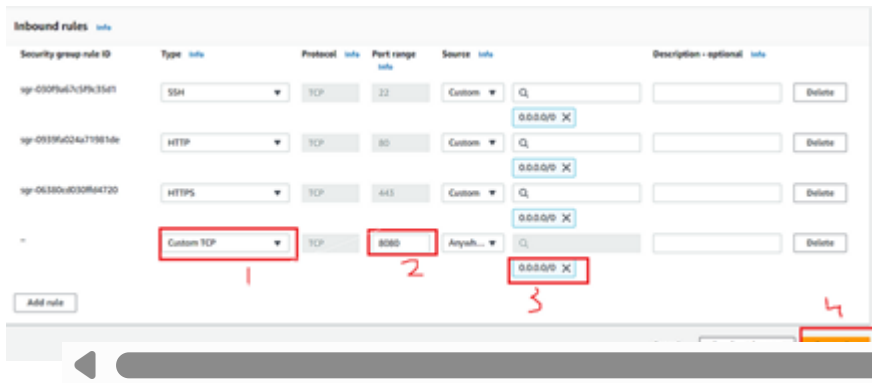 Inbound rules Info
Security group rule ID Type Info Protocol Info Port range Info Source Info Description - optional Info
SSH TCP 22 Custom Delete
0.0.0.0/0
HTTP TCP 80 Custom Delete
0.0.0.0/0
HTTPS TCP 443 Custom Delete
0.0.0.0/0
- Custom TCP TCP 8080 Anywh... Delete
0.0.0.0/0
1 2 3 4
Add rule